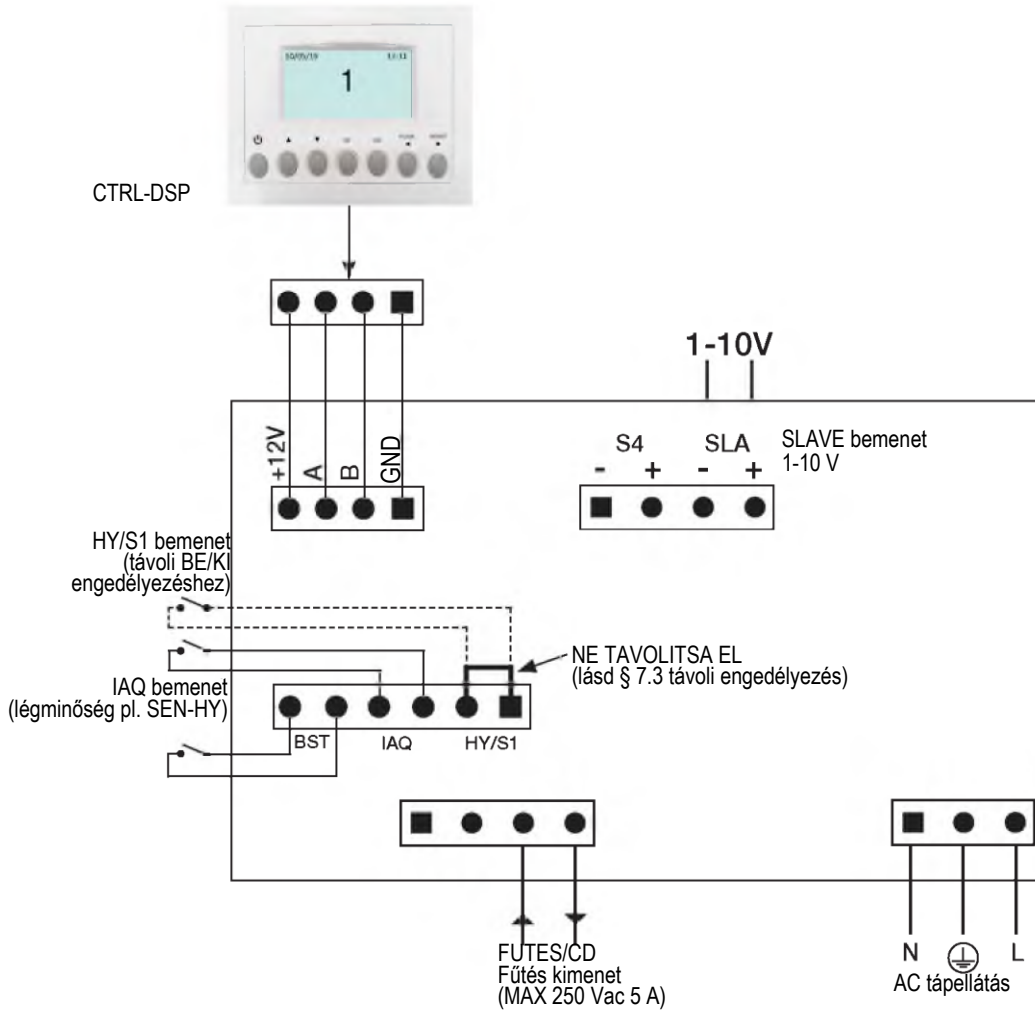 10/05/19 11:11
1
CTRL-DSP
1-10V
+12V
A
B
GND
S4 SLA
- + - +
SLAVE bemenet
1-10 V
HY/S1 bemenet
(távoli BE/KI
engedélyezéshez)
NE TAVOLITSA EL
(lásd § 7.3 távoli engedélyezés)
IAQ bemenet
(légminőség pl. SEN-HY)
BST IAQ HY/S1
FUTES/CD
Fűtés kimenet
(MAX 250 Vac 5 A)
N L
AC tápellátás